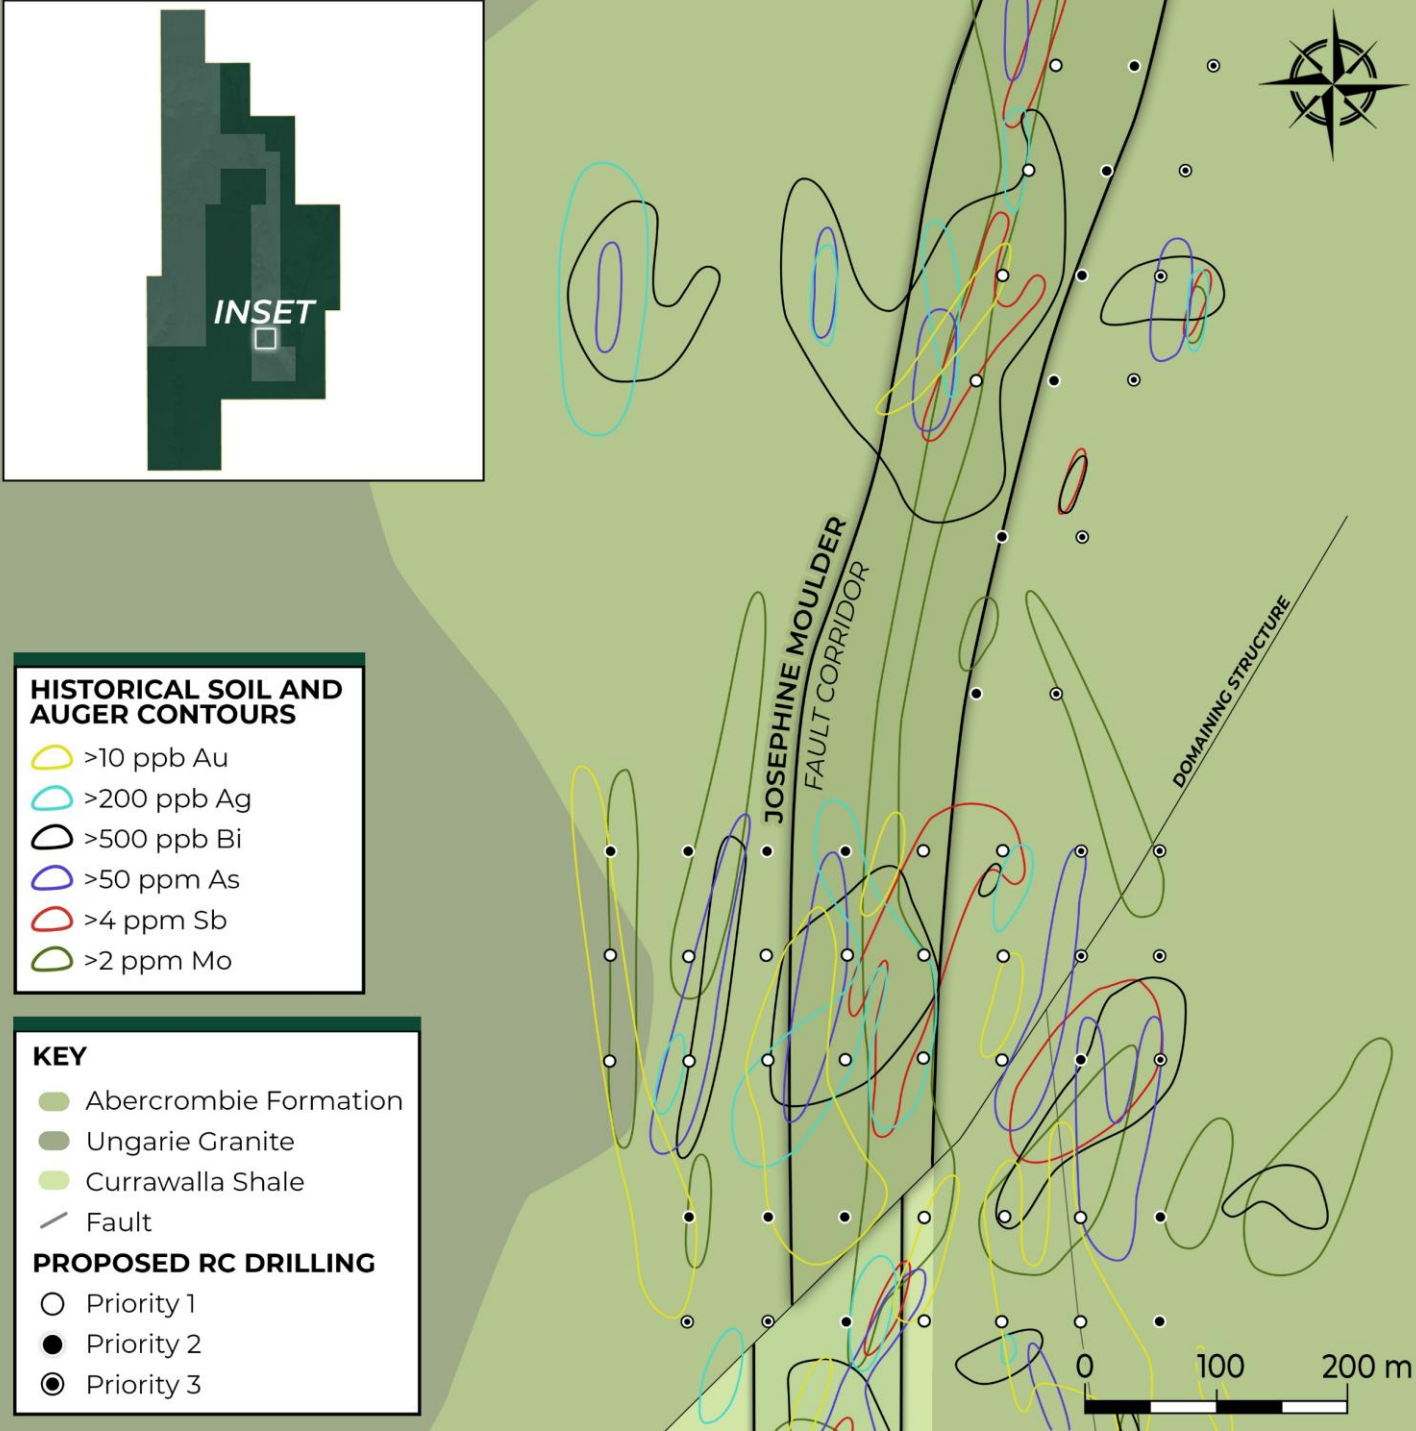 INSET
JOSEPHINE MOULDER
FAULT CORRIDOR
DOMAINING STRUCTURE
HISTORICAL SOIL AND
AUGER CONTOURS
>10 ppb Au
>200 ppb Ag
>500 ppb Bi
>50 ppm As
>4 ppm Sb
>2 ppm Mo
KEY
Abercrombie Formation
Ungarie Granite
Currawalla Shale
Fault
PROPOSED RC DRILLING
Priority 1
Priority 2
Priority 3
0 100 200 m